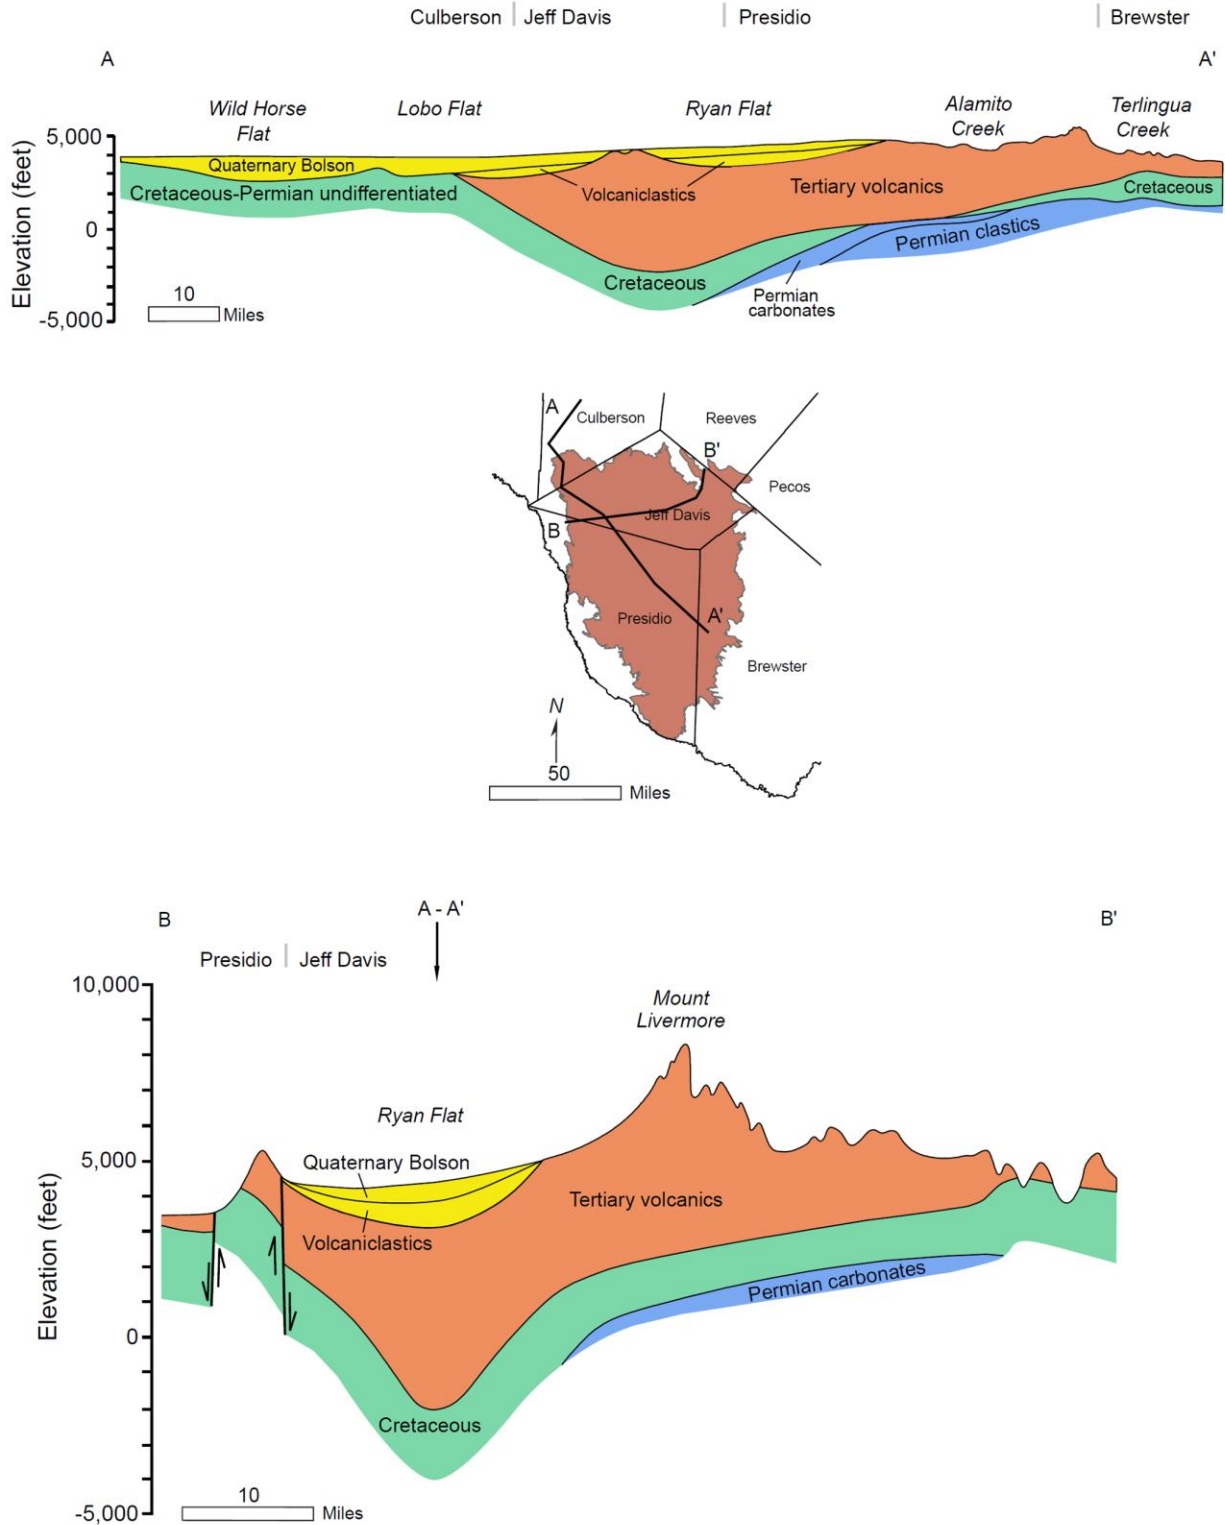 Culberson
Jeff Davis
Presidio
Brewster
A
A'
Wild Horse
Flat
Lobo Flat
Ryan Flat
Alamito
Creek
Terlingua
Creek
Elevation (feet)
5,000
0
-5,000
Quaternary Bolson
Cretaceous-Permian undifferentiated
Volcaniclastics
Tertiary volcanics
Cretaceous
Permian clastics
Cretaceous
Permian
carbonates
10
Miles
A
Culberson
Reeves
B'
Pecos
B
Jeff Davis
Presidio
A'
Brewster
N
50
Miles
B
A - A'
B'
Presidio
Jeff Davis
Elevation (feet)
10,000
5,000
0
-5,000
Mount
Livermore
Ryan Flat
Quaternary Bolson
Volcaniclastics
Tertiary volcanics
Permian carbonates
Cretaceous
10
Miles